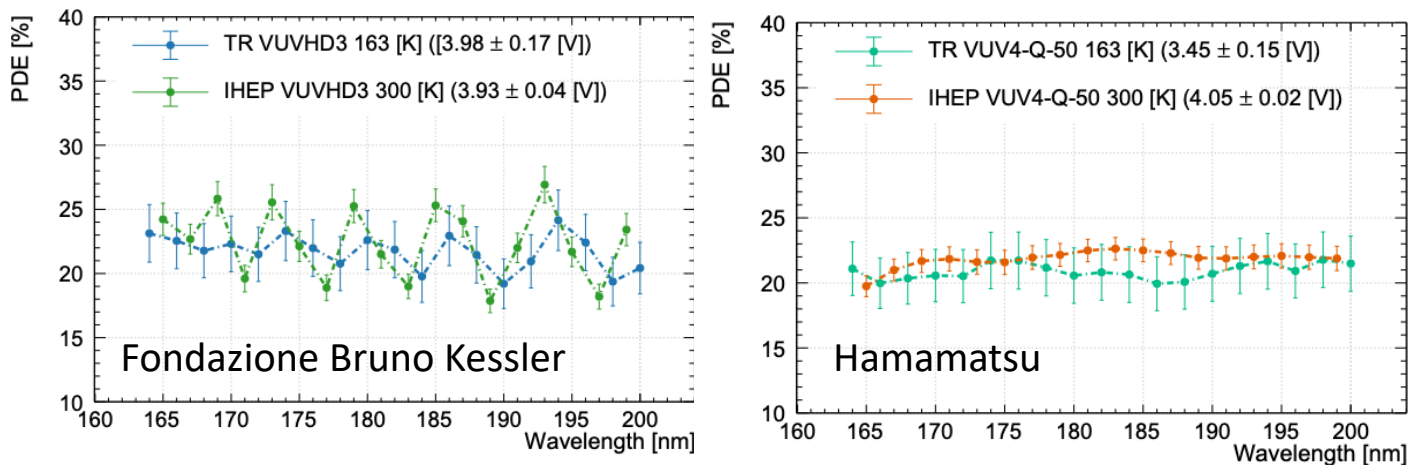 PDE [%]
40
35
30
25
20
15
10
TR VUVHD3 163 [K] ([3.98 ± 0.17 [V])
IHEP VUVHD3 300 [K] (3.93 ± 0.04 [V])
Fondazione Bruno Kessler
160 165 170 175 180 185 190 195 200
Wavelength [nm]
PDE [%]
40
35
30
25
20
15
10
TR VUV4-Q-50 163 [K] (3.45 ± 0.15 [V])
IHEP VUV4-Q-50 300 [K] (4.05 ± 0.02 [V])
Hamamatsu
160 165 170 175 180 185 190 195 200
Wavelength [nm]